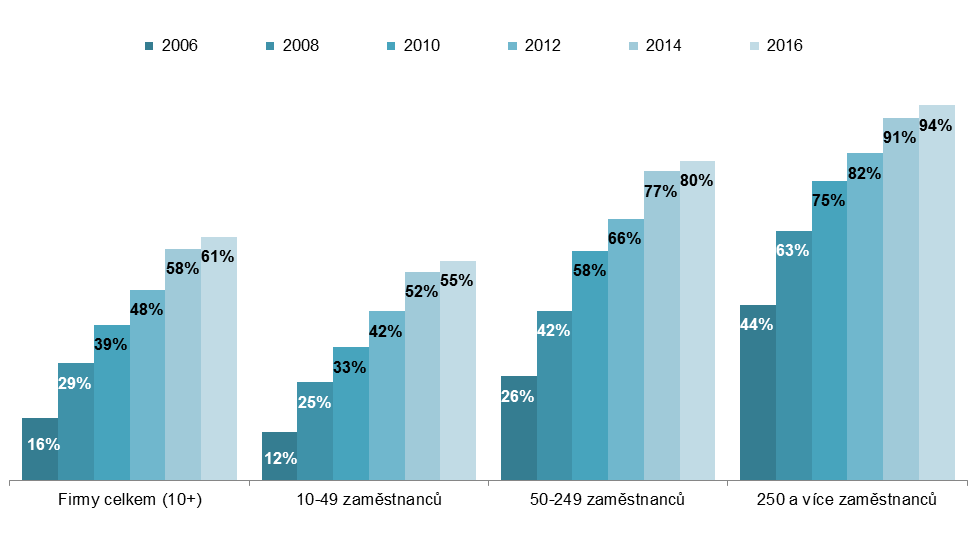 2006 2008 2010 2012 2014 2016
16% 29% 39% 48% 58% 61%
12% 25% 33% 42% 52% 55%
26% 42% 58% 66% 77% 80%
44% 63% 75% 82% 91% 94%
Firmy celkem (10+) 10-49 zaměstnanců 50-249 zaměstnanců 250 a více zaměstnanců